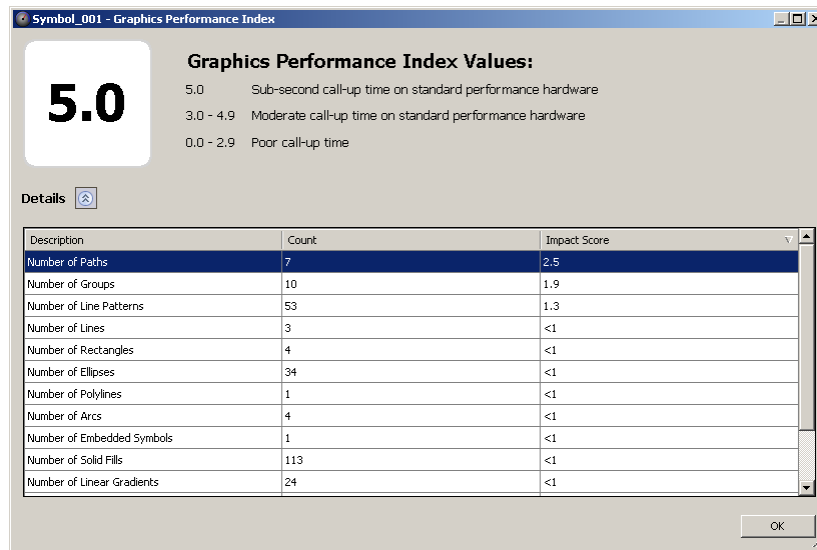 Symbol_001 - Graphics Performance Index
5.0
Graphics Performance Index Values:
5.0 Sub-second call-up time on standard performance hardware
3.0 - 4.9 Moderate call-up time on standard performance hardware
0.0 - 2.9 Poor call-up time
Details
Description Count Impact Score
Number of Paths 7 2.5
Number of Groups 10 1.9
Number of Line Patterns 53 1.3
Number of Lines 3 <1
Number of Rectangles 4 <1
Number of Ellipses 34 <1
Number of Polylines 1 <1
Number of Arcs 4 <1
Number of Embedded Symbols 1 <1
Number of Solid Fills 113 <1
Number of Linear Gradients 24 <1
OK